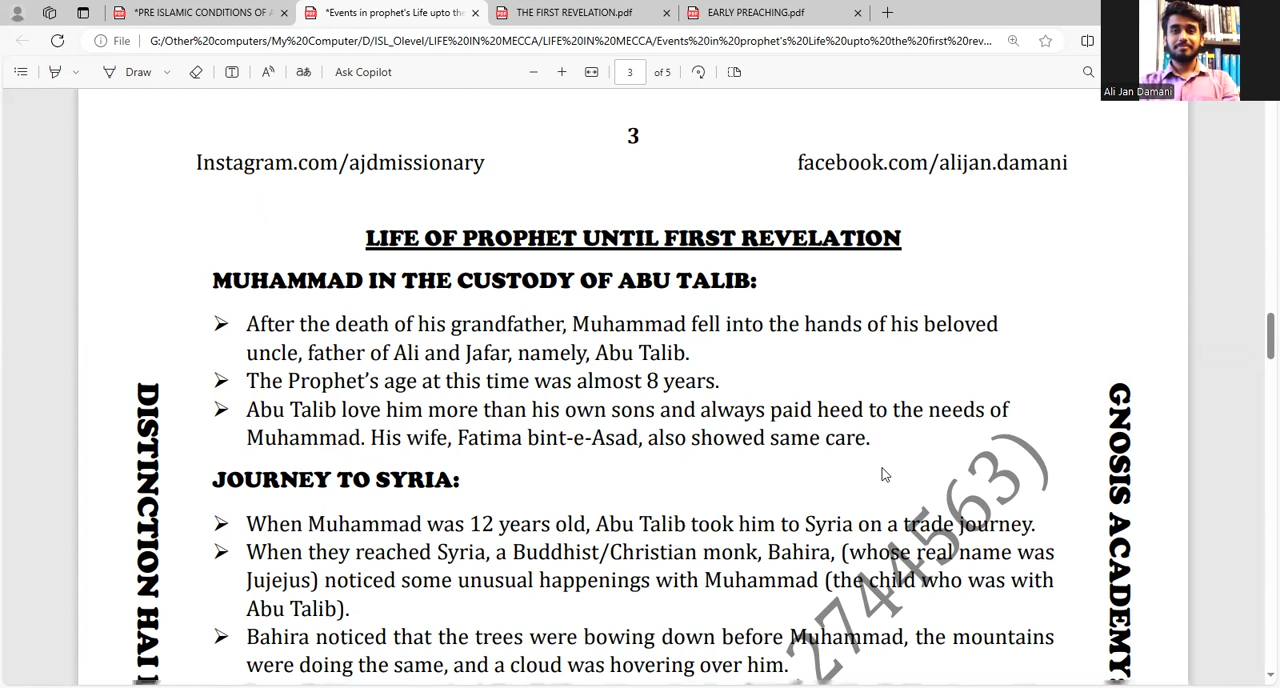 *PRE ISLAMIC CONDITIONS OF A
*Events in prophet's Life upto the
THE FIRST REVELATION.pdf
EARLY PREACHING.pdf
File
G:/Other%20computers/My%20Computer/D/ISL_Olevel/LIFE%20IN%20MECCA/LIFE%20IN%20MECCA/Events%20in%20prophet's%20Life%20upto%20the%20first%20rev...
Draw
Ask Copilot
3
of 5
Ali Jan Damani
3
Instagram.com/ajdmissionary
facebook.com/alijan.damani
LIFE OF PROPHET UNTIL FIRST REVELATION
MUHAMMAD IN THE CUSTODY OF ABU TALIB:
After the death of his grandfather, Muhammad fell into the hands of his beloved
uncle, father of Ali and Jafar, namely, Abu Talib.
The Prophet's age at this time was almost 8 years.
Abu Talib love him more than his own sons and always paid heed to the needs of
Muhammad. His wife, Fatima bint-e-Asad, also showed same care.
JOURNEY TO SYRIA:
When Muhammad was 12 years old, Abu Talib took him to Syria on a trade journey.
When they reached Syria, a Buddhist/Christian monk, Bahira, (whose real name was
Jujejus) noticed some unusual happenings with Muhammad (the child who was with
Abu Talib).
Bahira noticed that the trees were bowing down before Muhammad, the mountains
were doing the same, and a cloud was hovering over him.
DISTINCTION HAI
GNOSIS ACADEMY:
2744563)